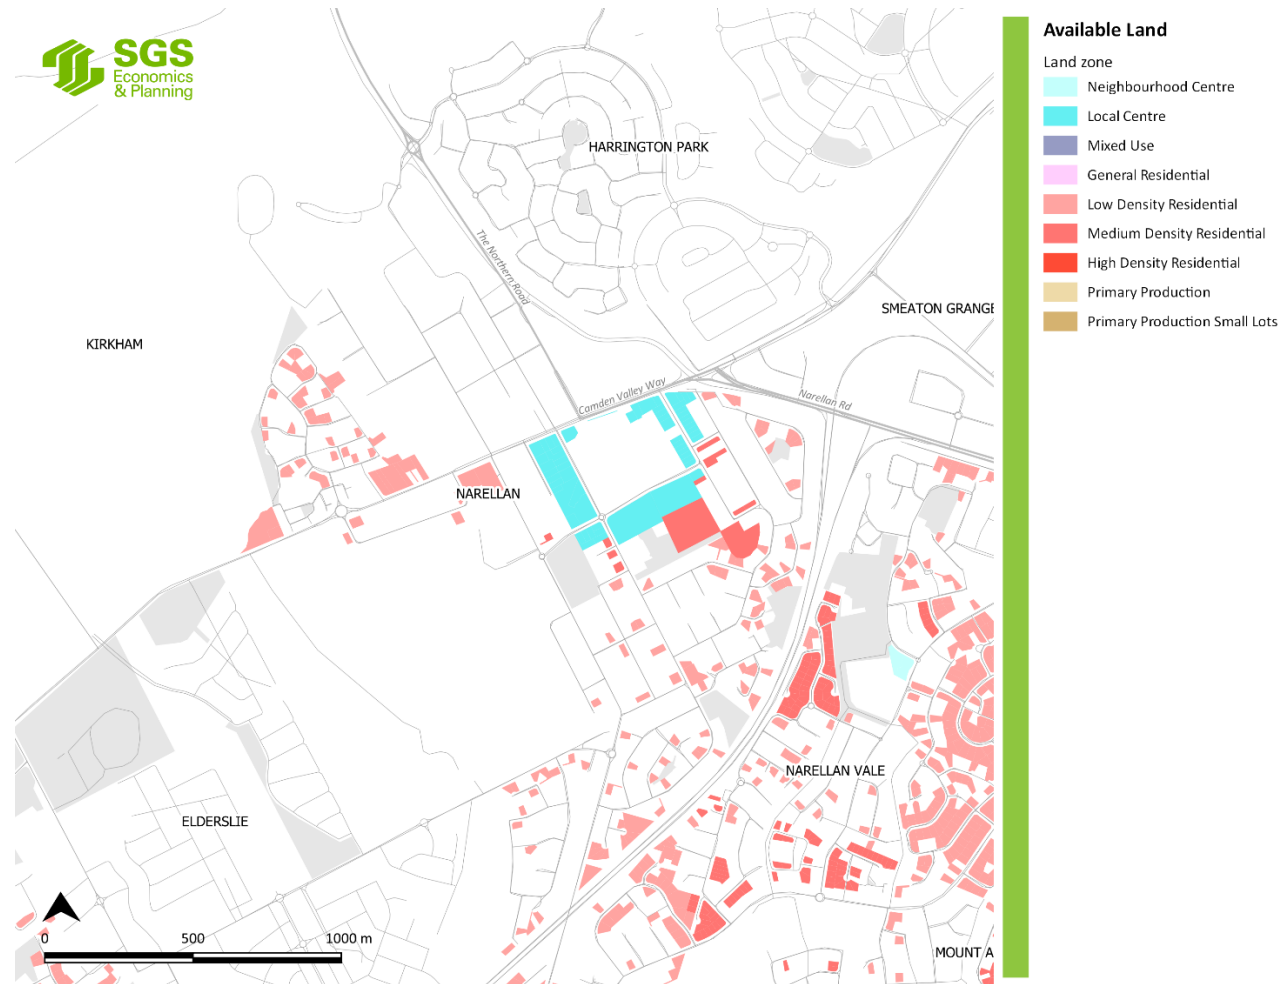 SGS
Economics
& Planning
HARRINGTON PARK
The Northern Road
SMEATON GRANGE
KIRKHAM
Camden Valley Way
Narellan Rd
NARELLAN
NARELLAN VALE
ELDERSLIE
MOUNT A
0 500 1000 m
Available Land
Land zone
Neighbourhood Centre
Local Centre
Mixed Use
General Residential
Low Density Residential
Medium Density Residential
High Density Residential
Primary Production
Primary Production Small Lots